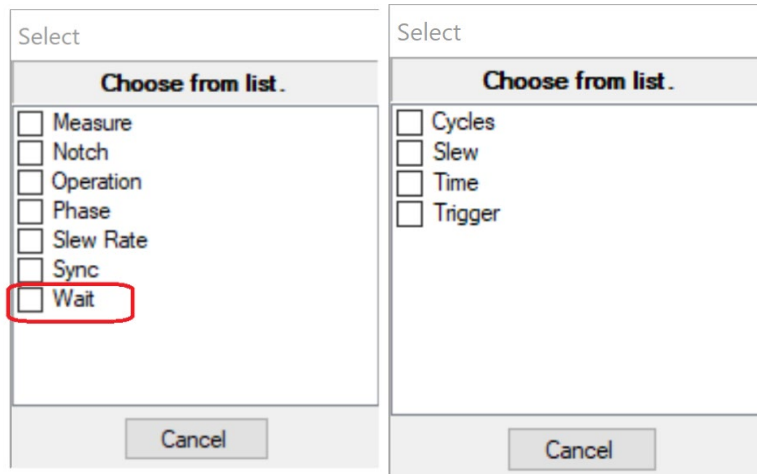 Select
Choose from list.
Measure
Notch
Operation
Phase
Slew Rate
Sync
Wait
Cancel
Select
Choose from list.
Cycles
Slew
Time
Trigger
Cancel